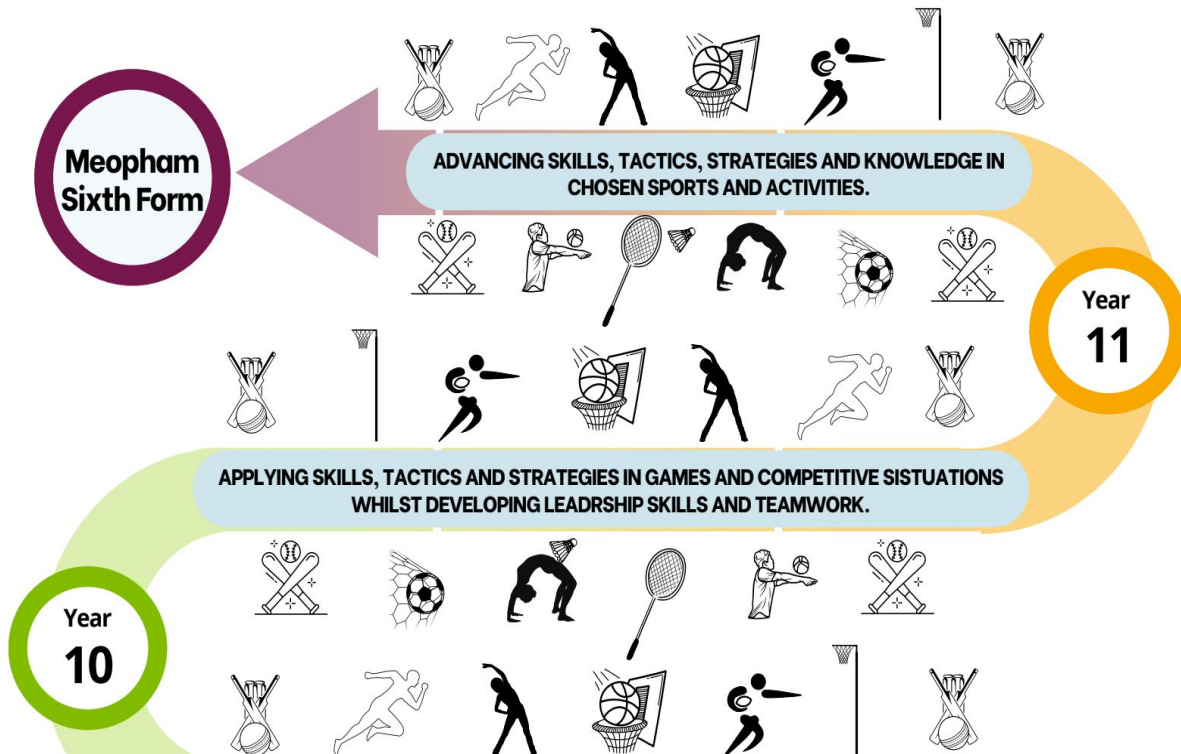 Meopham
Sixth Form
ADVANCING SKILLS, TACTICS, STRATEGIES AND KNOWLEDGE IN
CHOSEN SPORTS AND ACTIVITIES.
Year
11
APPLYING SKILLS, TACTICS AND STRATEGIES IN GAMES AND COMPETITIVE SISTUATIONS
WHILST DEVELOPING LEADRSHIP SKILLS AND TEAMWORK.
Year
10